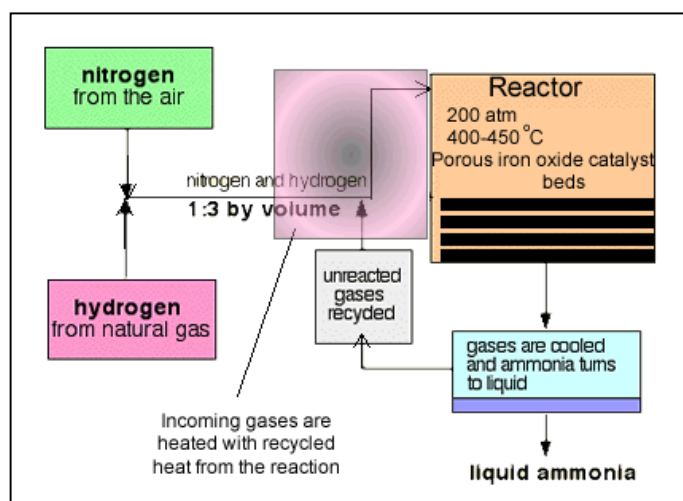 nitrogen
from the air
hydrogen
from natural gas
nitrogen and hydrogen
1:3 by volume
Incoming gases are
heated with recycled
heat from the reaction
Reactor
200 atm
400-450 °C
Porous iron oxide catalyst
beds
unreacted
gases
recycled
gases are cooled
and ammonia turns
to liquid
liquid ammonia